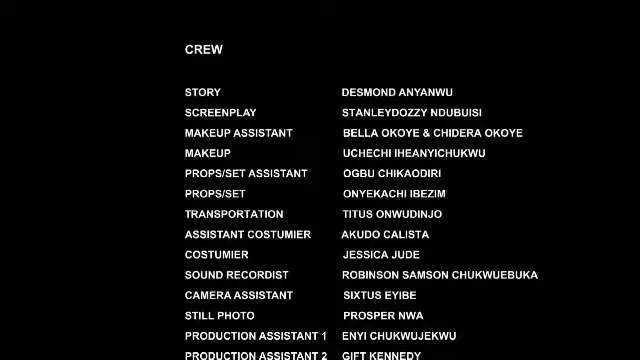 CREW
STORY DESMOND ANYANWU
SCREENPLAY STANLEYDOZZY NDUBUISI
MAKEUP ASSISTANT BELLA OKOYE & CHIDERA OKOYE
MAKEUP UCHECHI IHEANYICHUKWU
PROPS/SET ASSISTANT OGBU CHIKAODIRI
PROPS/SET ONYEKACHI IBEZIM
TRANSPORTATION TITUS ONWUDINJO
ASSISTANT COSTUMIER AKUDO CALISTA
COSTUMIER JESSICA JUDE
SOUND RECORDIST ROBINSON SAMSON CHUKWUEBUKA
CAMERA ASSISTANT SIXTUS EYIBE
STILL PHOTO PROSPER NWA
PRODUCTION ASSISTANT 1 ENYI CHUKWUJEKWU
PRODUCTION ASSISTANT 2 GIFT KENNEDY